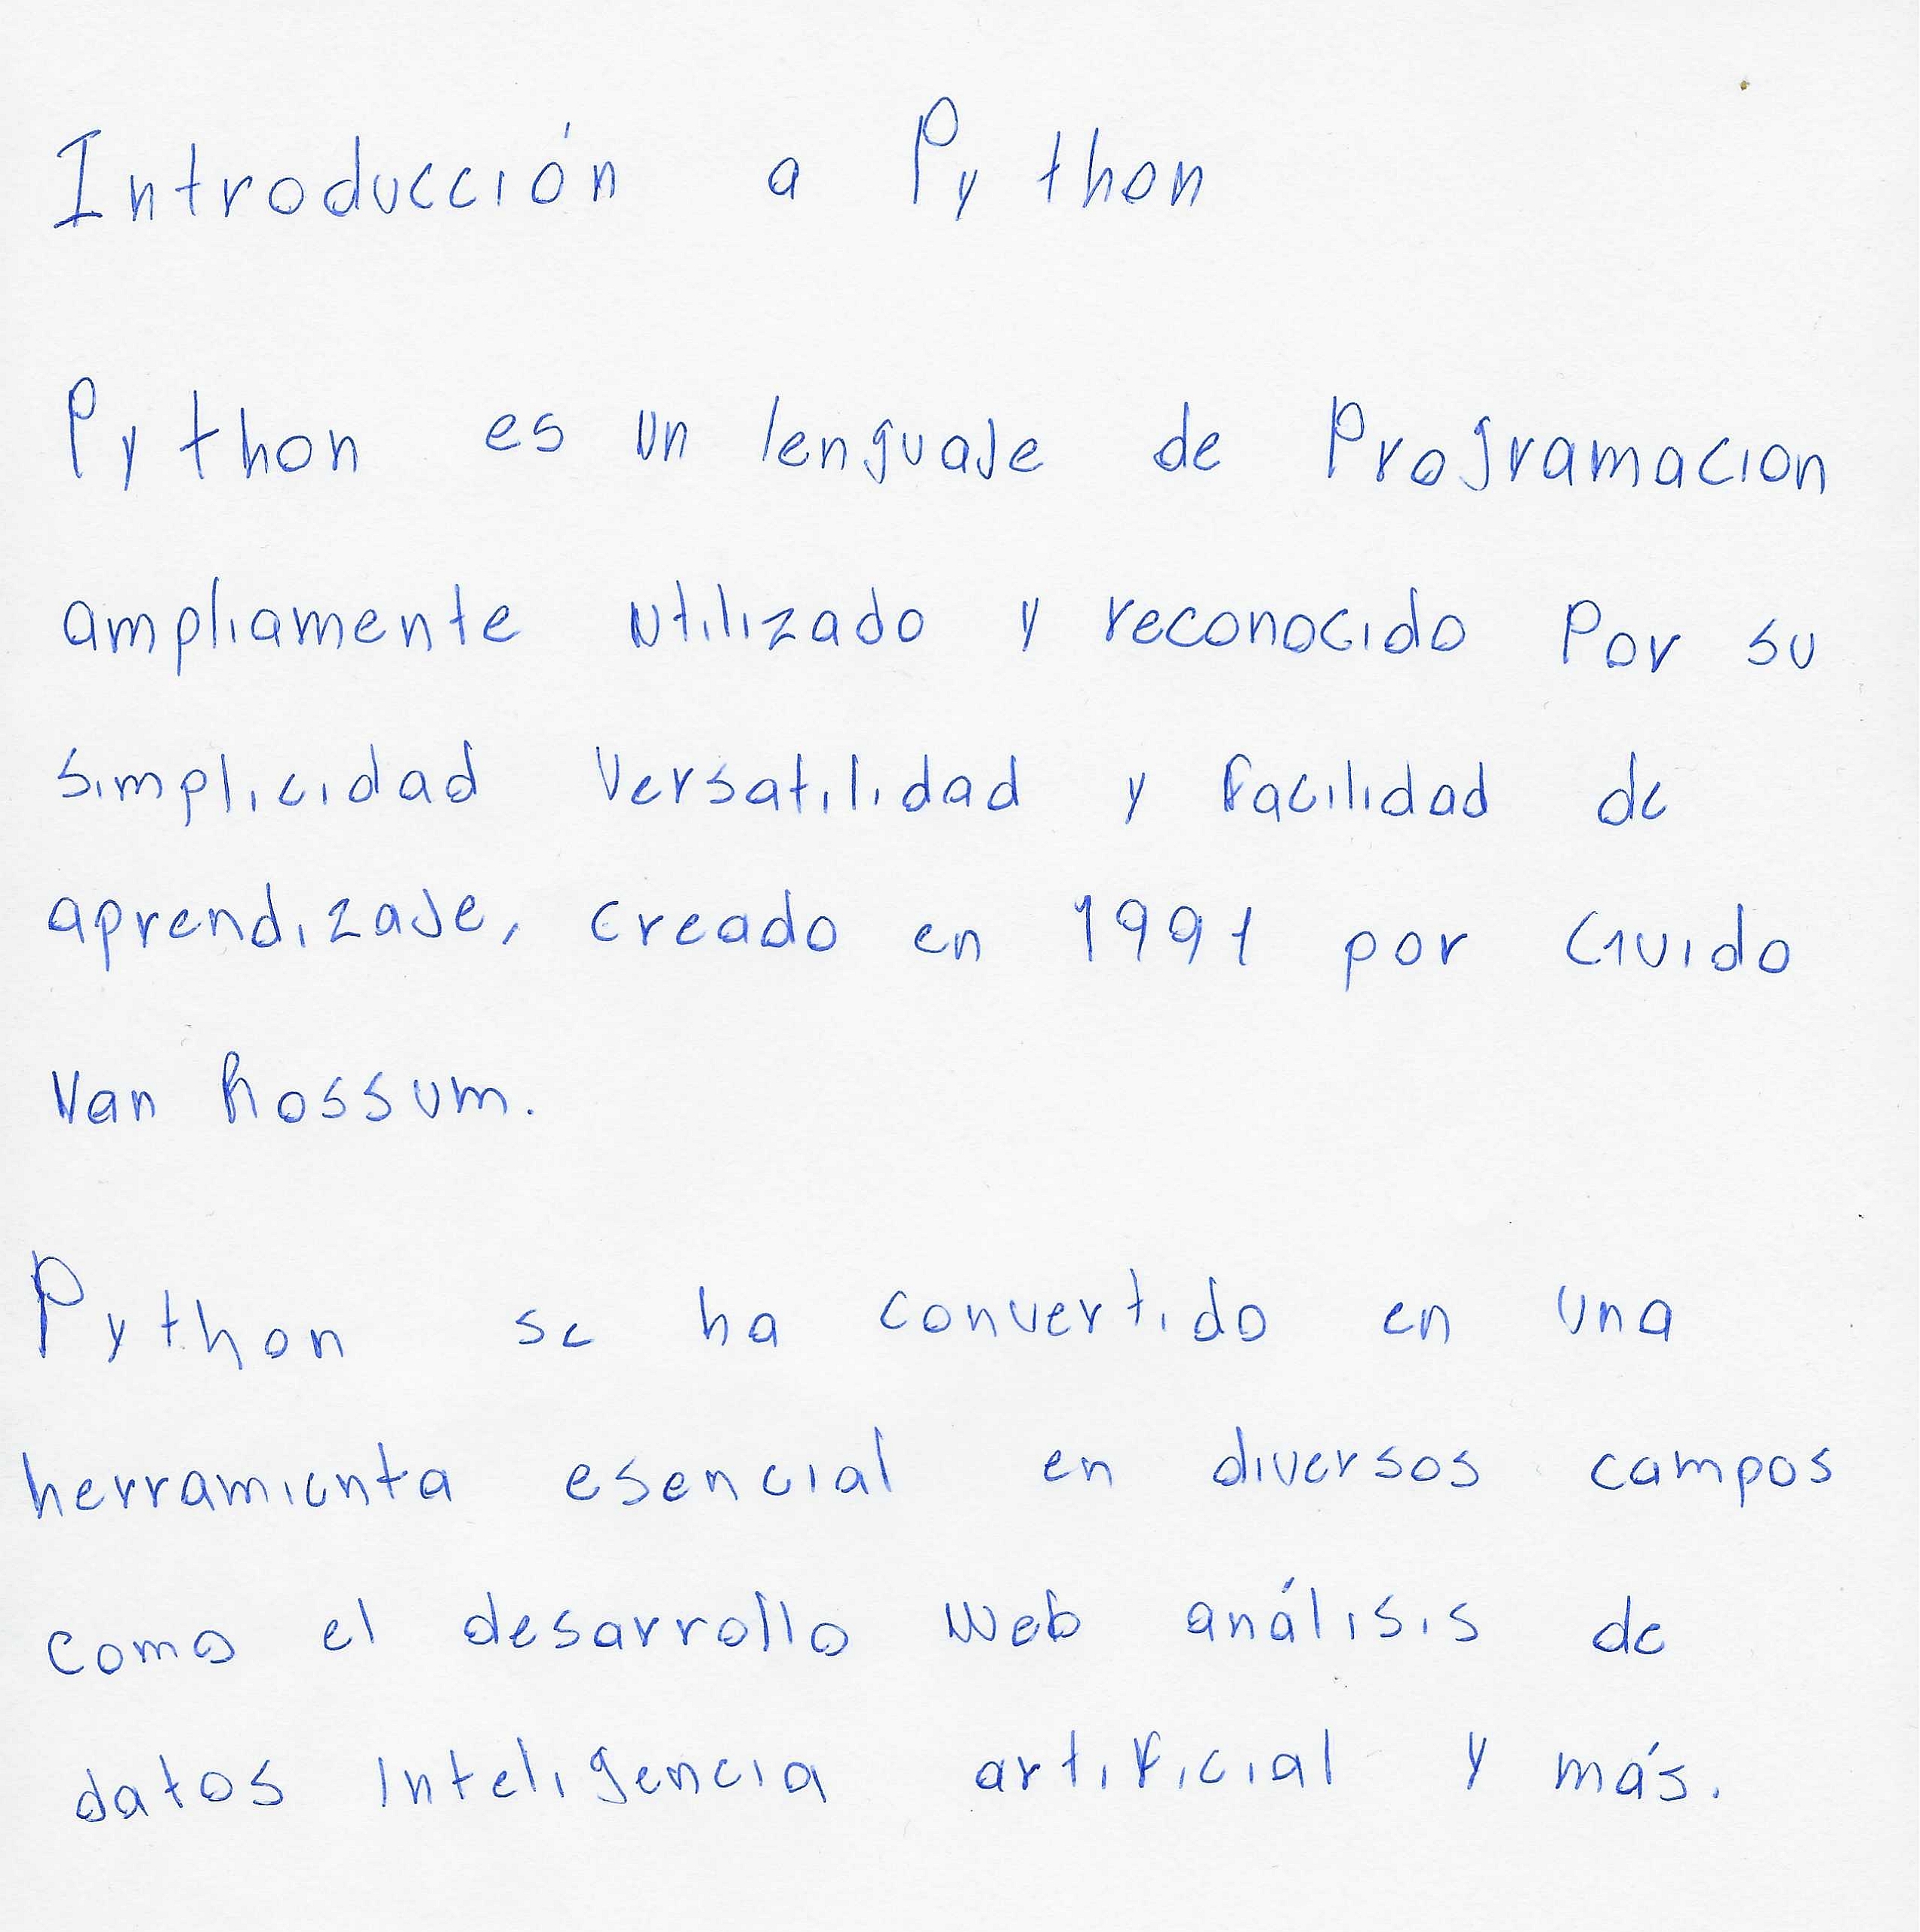 Introducción a Python
Python es un lenguaje de Programacion
ampliamente utilizado y reconocido Por su
simplicidad Versatilidad y Facilidad de
aprendizaje, creado en 1991 por Guido
Van Rossum.
Python se ha convertido en una
herramienta esencial en diversos campos
como el desarrollo Web análisis de
datos Inteligencia artificial y más.